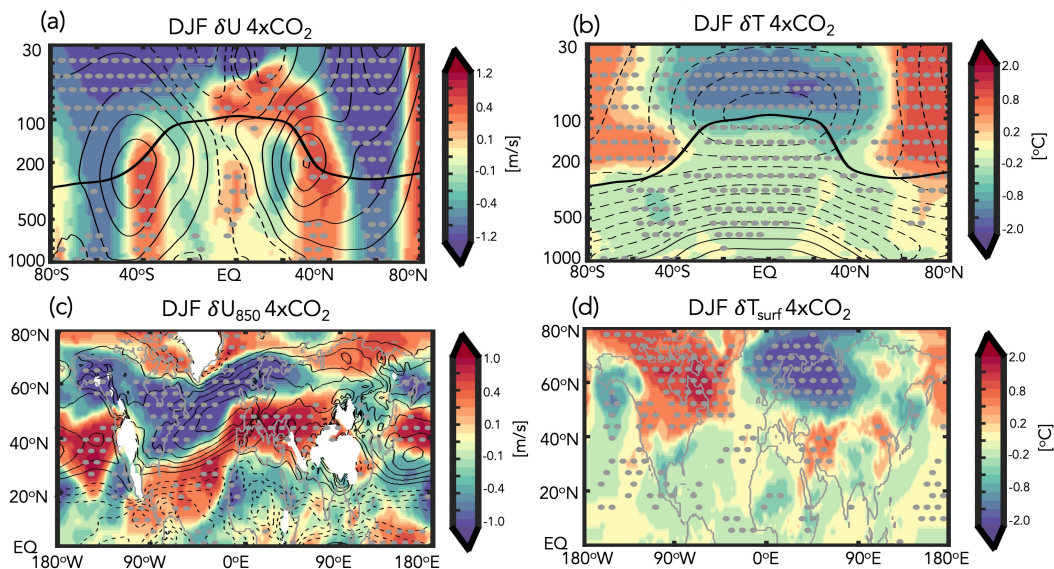 (a) DJF δU 4xCO₂
30
100
200
500
1000
80°S 40°S EQ 40°N 80°N
1.2
0.4
0.1
-0.1
-0.4
-1.2
[m/s]
(b) DJF δT 4xCO₂
30
100
200
500
1000
80°S 40°S EQ 40°N 80°N
2.0
0.8
0.2
-0.2
-0.8
-2.0
[°C]
(c) DJF δU₈₅₀ 4xCO₂
80°N
60°N
40°N
20°N
EQ
180°W 90°W 0°E 90°E 180°E
1.0
0.4
0.1
-0.1
-0.4
-1.0
[m/s]
(d) DJF δTsurf 4xCO₂
80°N
60°N
40°N
20°N
EQ
180°W 90°W 0°E 90°E 180°E
2.0
0.8
0.2
-0.2
-0.8
-2.0
[°C]